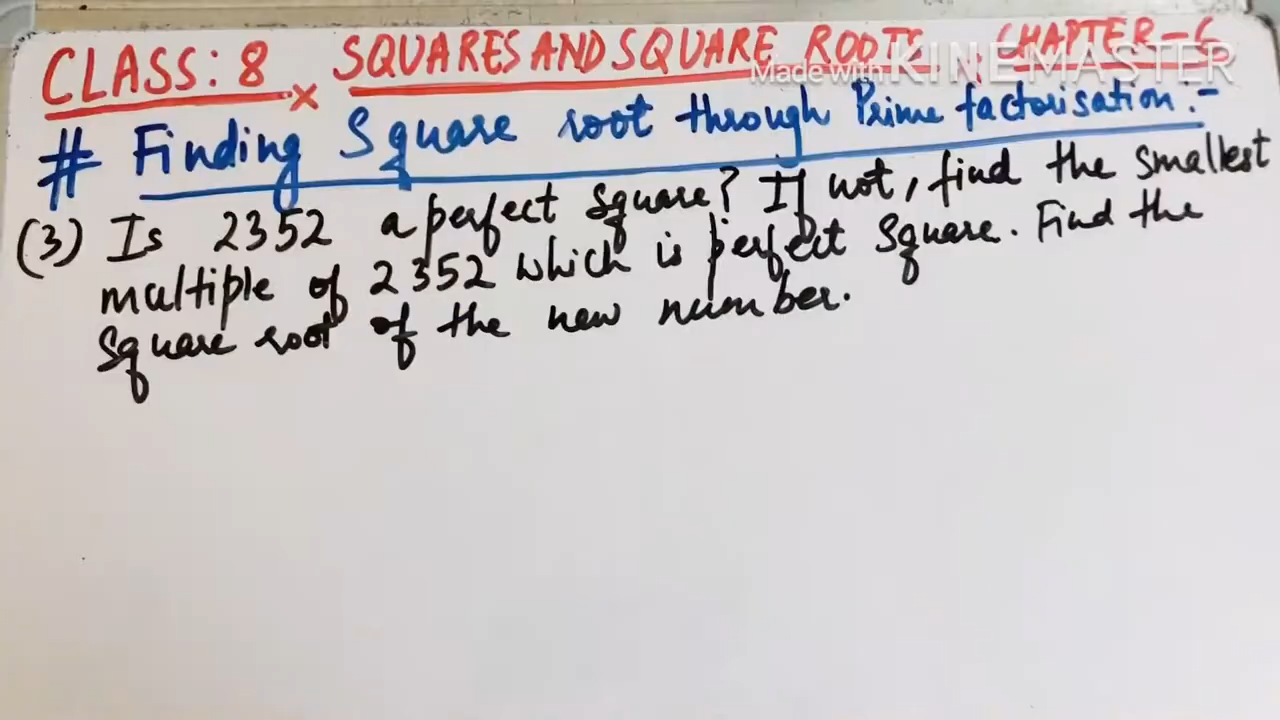 CLASS: 8 × SQUARES AND SQUARE ROOTS, CHAPTER-6
Made with KINEMASTER
# Finding Square root through Prime factorisation:-
(3) Is 2352 a perfect square? If not, find the smallest
multiple of 2352 which is perfect square. Find the
square root of the new number.